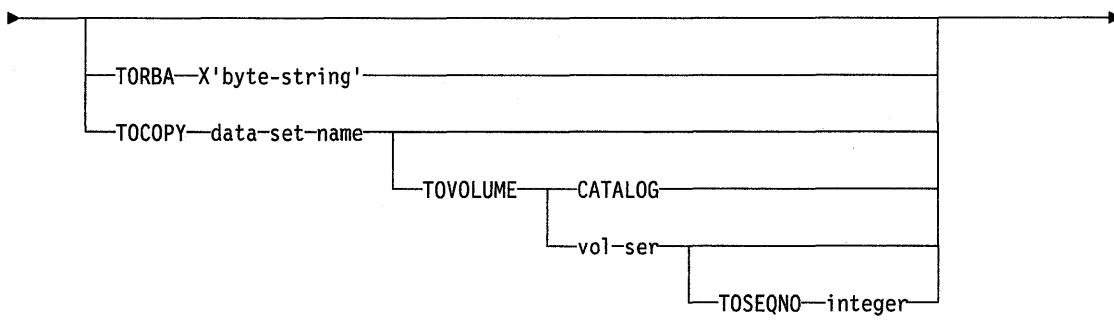 TORBA X'byte-string'
TOCOPY data-set-name
TOVOLUME CATALOG
vol-ser
TOSEQNO integer